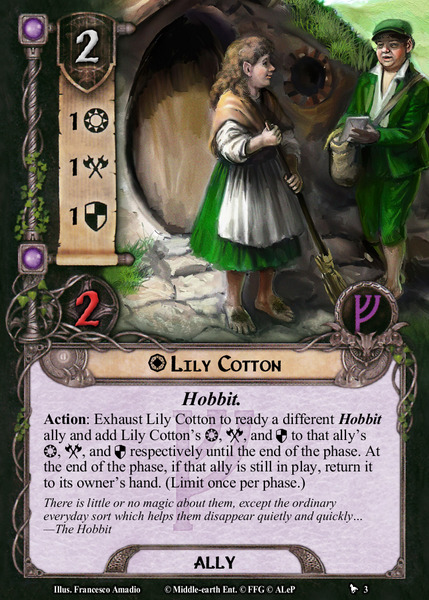 2
1
1
1
2
Lily Cotton
Hobbit.
Action: Exhaust Lily Cotton to ready a different Hobbit
ally and add Lily Cotton's , , and to that ally's
, , and respectively until the end of the phase. At
the end of the phase, if that ally is still in play, return it
to its owner's hand. (Limit once per phase.)
There is little or no magic about them, except the ordinary
everyday sort which helps them disappear quietly and quickly…
—The Hobbit
ALLY
Illus. Francesco Amadio © Middle-earth Ent. © FFG © ALeP 3